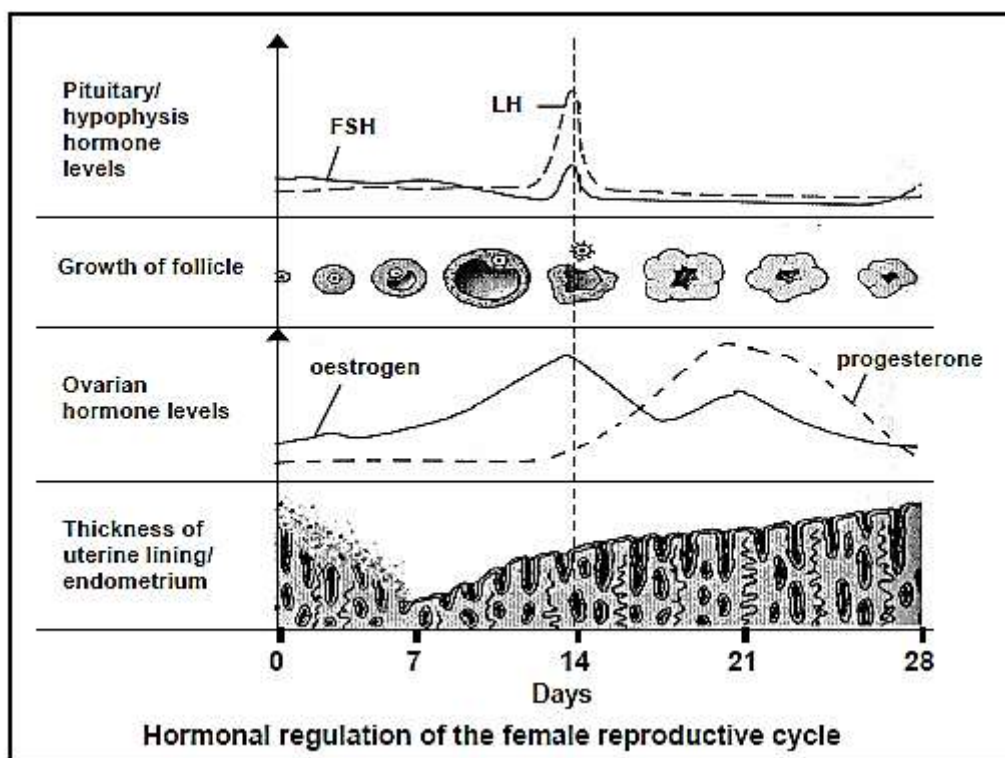 Pituitary/
hypophysis
hormone
levels
FSH
LH
Growth of follicle
Ovarian
hormone levels
oestrogen
progesterone
Thickness of
uterine lining/
endometrium
0 7 14 21 28
Days
Hormonal regulation of the female reproductive cycle